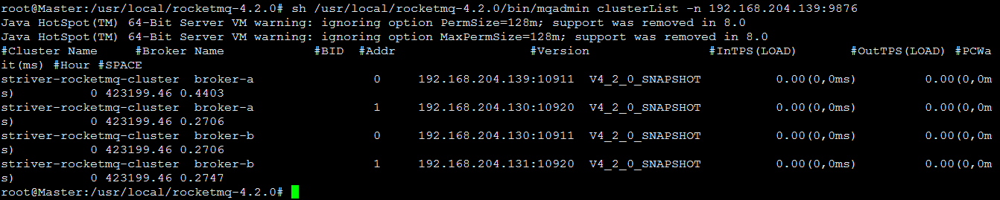 root@Master:/usr/local/rocketmq-4.2.0# sh /usr/local/rocketmq-4.2.0/bin/mqadmin clusterList -n 192.168.204.139:9876
Java HotSpot(TM) 64-Bit Server VM warning: ignoring option PermSize=128m; support was removed in 8.0
Java HotSpot(TM) 64-Bit Server VM warning: ignoring option MaxPermSize=128m; support was removed in 8.0
#Cluster Name     #Broker Name            #BID  #Addr                  #Version                #InTPS(LOAD)       #OutTPS(LOAD) #PCWa
it(ms) #Hour #SPACE
striver-rocketmq-cluster  broker-a                0     192.168.204.139:10911  V4_2_0_SNAPSHOT          0.00(0,0ms)         0.00(0,0m
s)          0 423199.46 0.4403
striver-rocketmq-cluster  broker-a                1     192.168.204.130:10920  V4_2_0_SNAPSHOT          0.00(0,0ms)         0.00(0,0m
s)          0 423199.46 0.2706
striver-rocketmq-cluster  broker-b                0     192.168.204.130:10911  V4_2_0_SNAPSHOT          0.00(0,0ms)         0.00(0,0m
s)          0 423199.46 0.2706
striver-rocketmq-cluster  broker-b                1     192.168.204.131:10920  V4_2_0_SNAPSHOT          0.00(0,0ms)         0.00(0,0m
s)          0 423199.46 0.2747
root@Master:/usr/local/rocketmq-4.2.0#